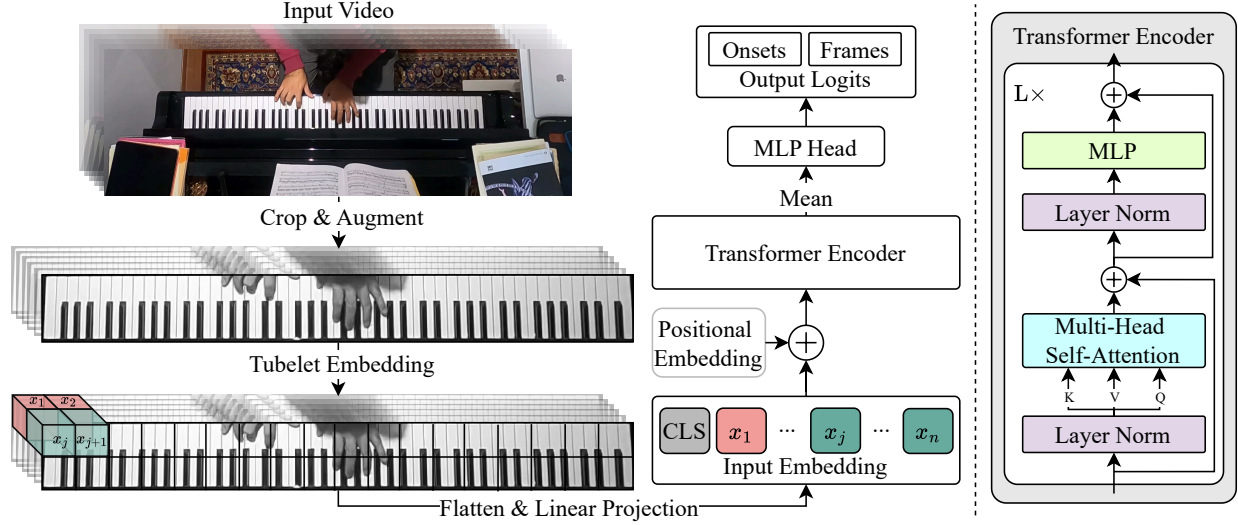 Input Video
Crop & Augment
Tubelet Embedding
x₁ x₂
xⱼ xⱼ₊₁
Flatten & Linear Projection
Onsets Frames
Output Logits
MLP Head
Mean
Transformer Encoder
Positional
Embedding
CLS x₁ ... xⱼ ... xₙ
Input Embedding
Transformer Encoder
L×
MLP
Layer Norm
Multi-Head
Self-Attention
K V Q
Layer Norm